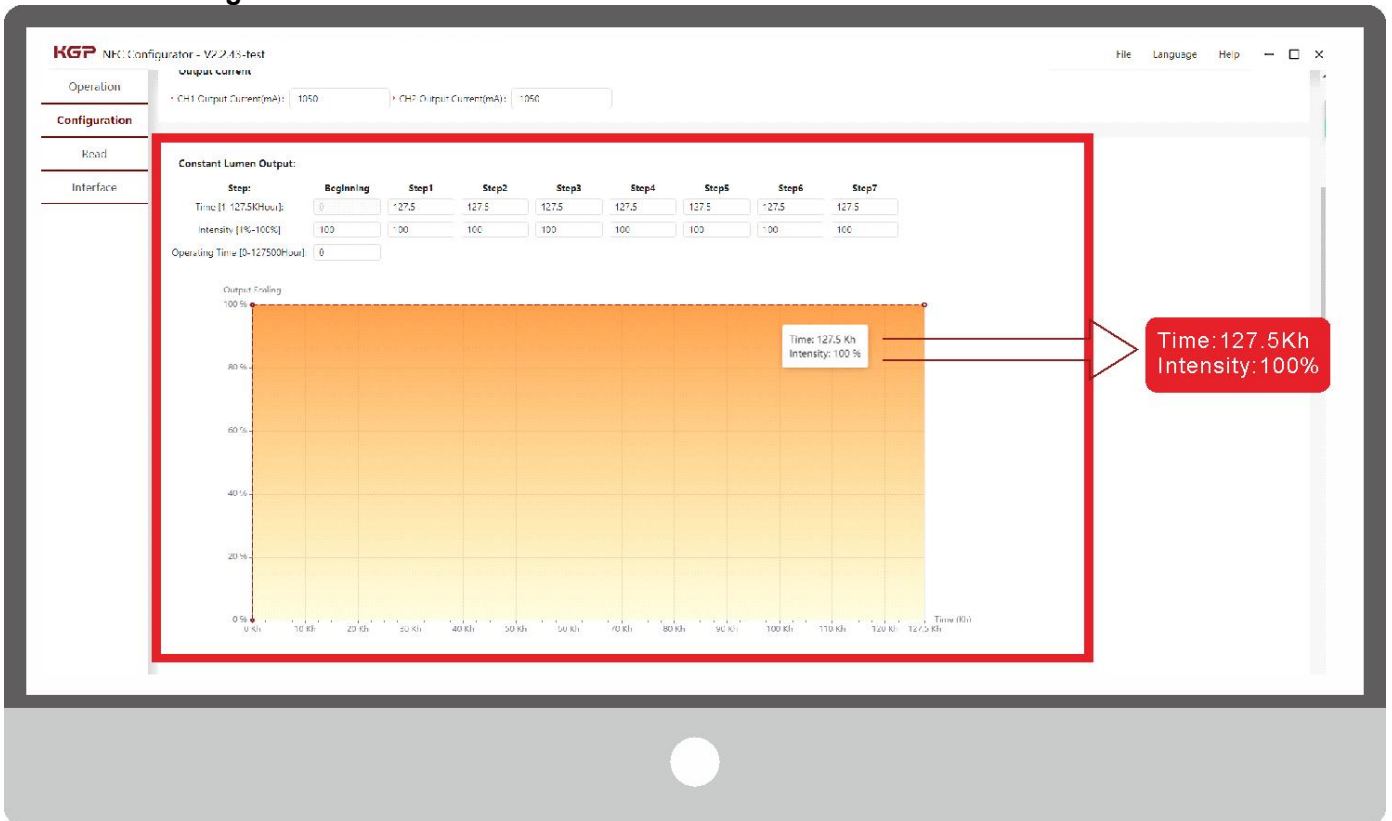 KGP NFC Configurator - V2.2.43-test
File Language Help
Operation
Configuration
Read
Interface
Output Current
* CH1 Output Current(mA): 1050 * CH2 Output Current(mA): 1050
Constant Lumen Output:
Step: Beginning Step1 Step2 Step3 Step4 Step5 Step6 Step7
Time [1-127.5KHour]: 0 127.5 127.5 127.5 127.5 127.5 127.5 127.5
Intensity [1%-100%] 100 100 100 100 100 100 100 100
Operating Time [0-127500Hour]: 0
Output Scaling
100 %
Time: 127.5 Kh
Intensity: 100 %
Time:127.5Kh
Intensity:100%
80 %
60 %
40 %
20 %
0 %
0 Kh 10 Kh 20 Kh 30 Kh 40 Kh 50 Kh 60 Kh 70 Kh 80 Kh 90 Kh 100 Kh 110 Kh 120 Kh 127.5 Kh
Time (Kh)